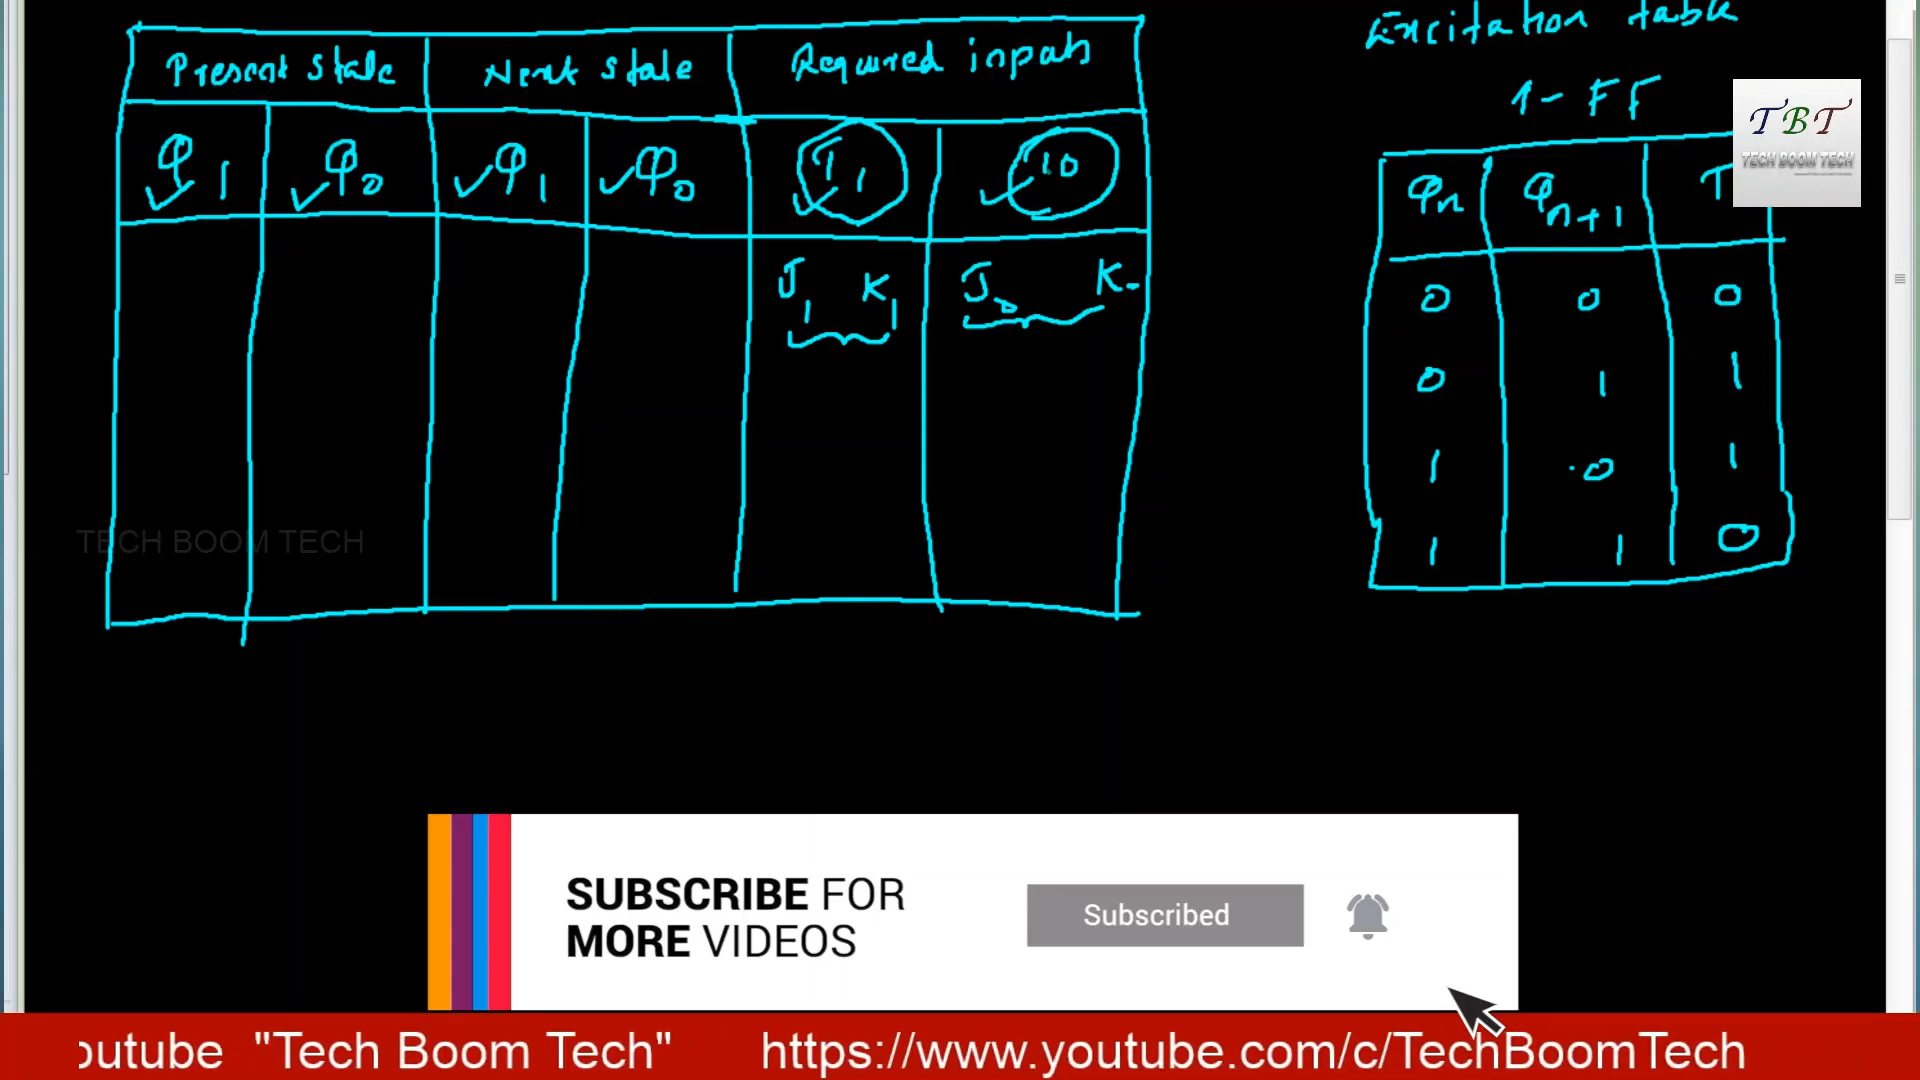 Excitation table
Present state Next state Required inputs
T-FF
TBT
TECH BOOM TECH
Q1 Q0 Q1 Q0 T1 T0
Qn Qn+1 T
J1 K1 J0 K
0 0 0
0 1 1
1 0 1
1 1 0
TECH BOOM TECH
SUBSCRIBE FOR
MORE VIDEOS
Subscribed
outube "Tech Boom Tech" https://www.youtube.com/c/TechBoomTech